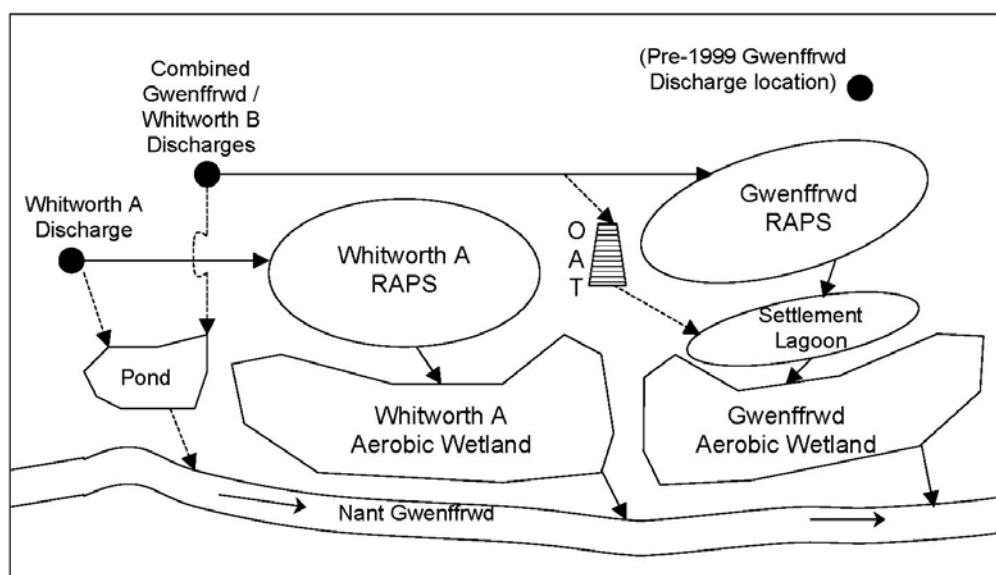 Combined
Gwenffrwd /
Whitworth B
Discharges
(Pre-1999 Gwenffrwd
Discharge location)
Whitworth A
Discharge
Whitworth A
RAPS
O
A
T
Gwenffrwd
RAPS
Settlement
Lagoon
Pond
Whitworth A
Aerobic Wetland
Gwenffrwd
Aerobic Wetland
Nant Gwenffrwd